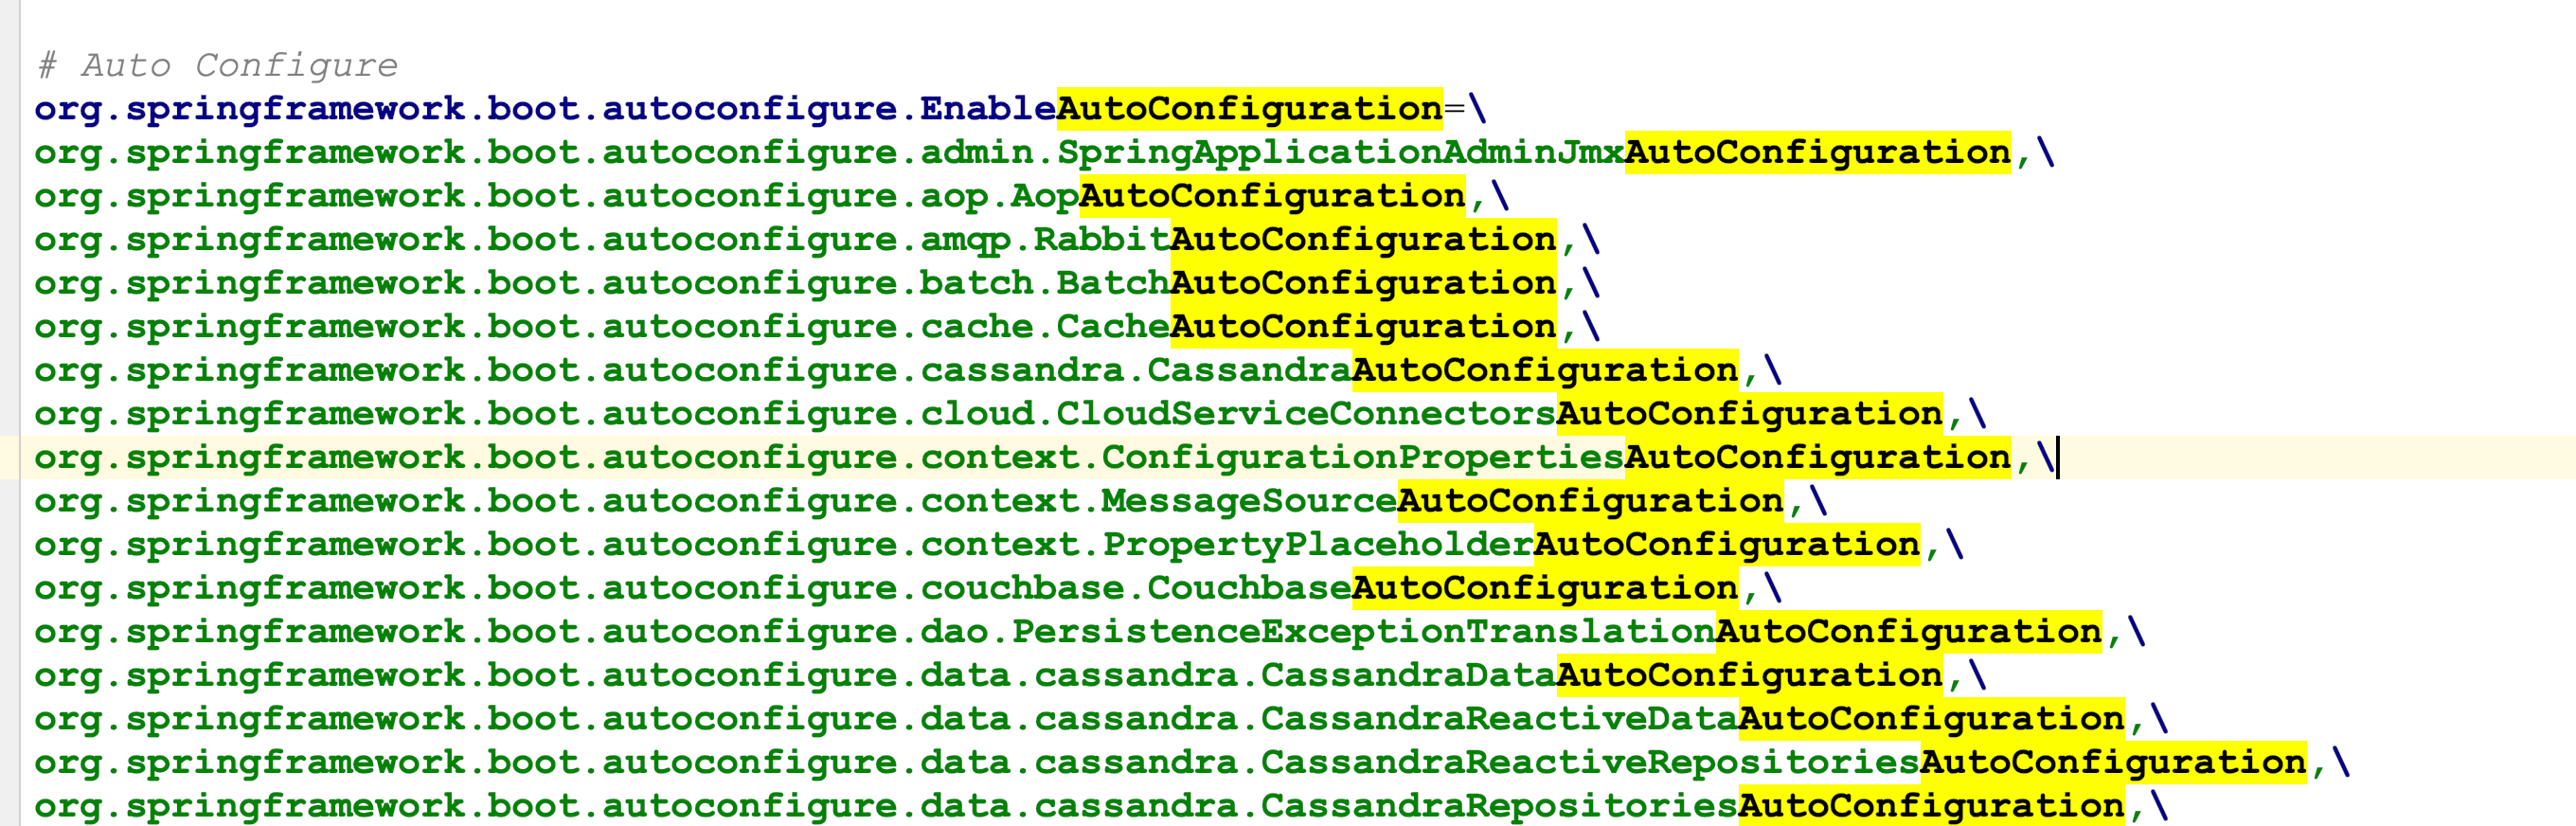 # Auto Configure
org.springframework.boot.autoconfigure.EnableAutoConfiguration=\
org.springframework.boot.autoconfigure.admin.SpringApplicationAdminJmxAutoConfiguration,\
org.springframework.boot.autoconfigure.aop.AopAutoConfiguration,\
org.springframework.boot.autoconfigure.amqp.RabbitAutoConfiguration,\
org.springframework.boot.autoconfigure.batch.BatchAutoConfiguration,\
org.springframework.boot.autoconfigure.cache.CacheAutoConfiguration,\
org.springframework.boot.autoconfigure.cassandra.CassandraAutoConfiguration,\
org.springframework.boot.autoconfigure.cloud.CloudServiceConnectorsAutoConfiguration,\
org.springframework.boot.autoconfigure.context.ConfigurationPropertiesAutoConfiguration,\
org.springframework.boot.autoconfigure.context.MessageSourceAutoConfiguration,\
org.springframework.boot.autoconfigure.context.PropertyPlaceholderAutoConfiguration,\
org.springframework.boot.autoconfigure.couchbase.CouchbaseAutoConfiguration,\
org.springframework.boot.autoconfigure.dao.PersistenceExceptionTranslationAutoConfiguration,\
org.springframework.boot.autoconfigure.data.cassandra.CassandraDataAutoConfiguration,\
org.springframework.boot.autoconfigure.data.cassandra.CassandraReactiveDataAutoConfiguration,\
org.springframework.boot.autoconfigure.data.cassandra.CassandraReactiveRepositoriesAutoConfiguration,\
org.springframework.boot.autoconfigure.data.cassandra.CassandraRepositoriesAutoConfiguration,\